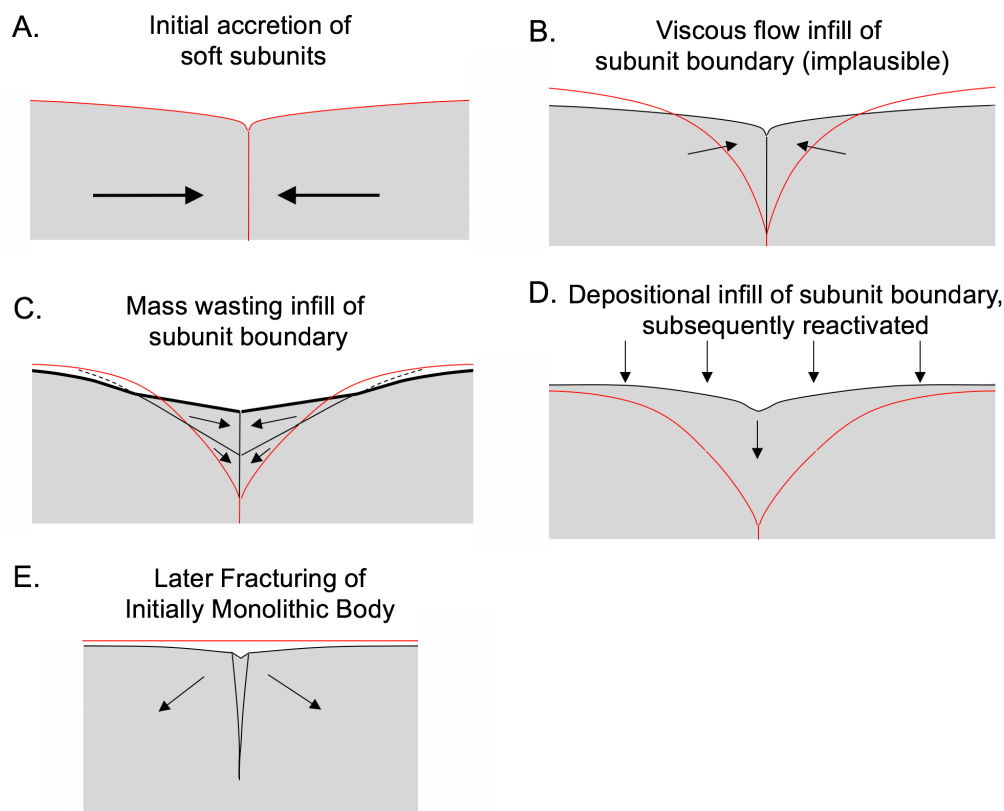 A.
Initial accretion of
soft subunits
B.
Viscous flow infill of
subunit boundary (implausible)
C.
Mass wasting infill of
subunit boundary
D.
Depositional infill of subunit boundary,
subsequently reactivated
E.
Later Fracturing of
Initially Monolithic Body